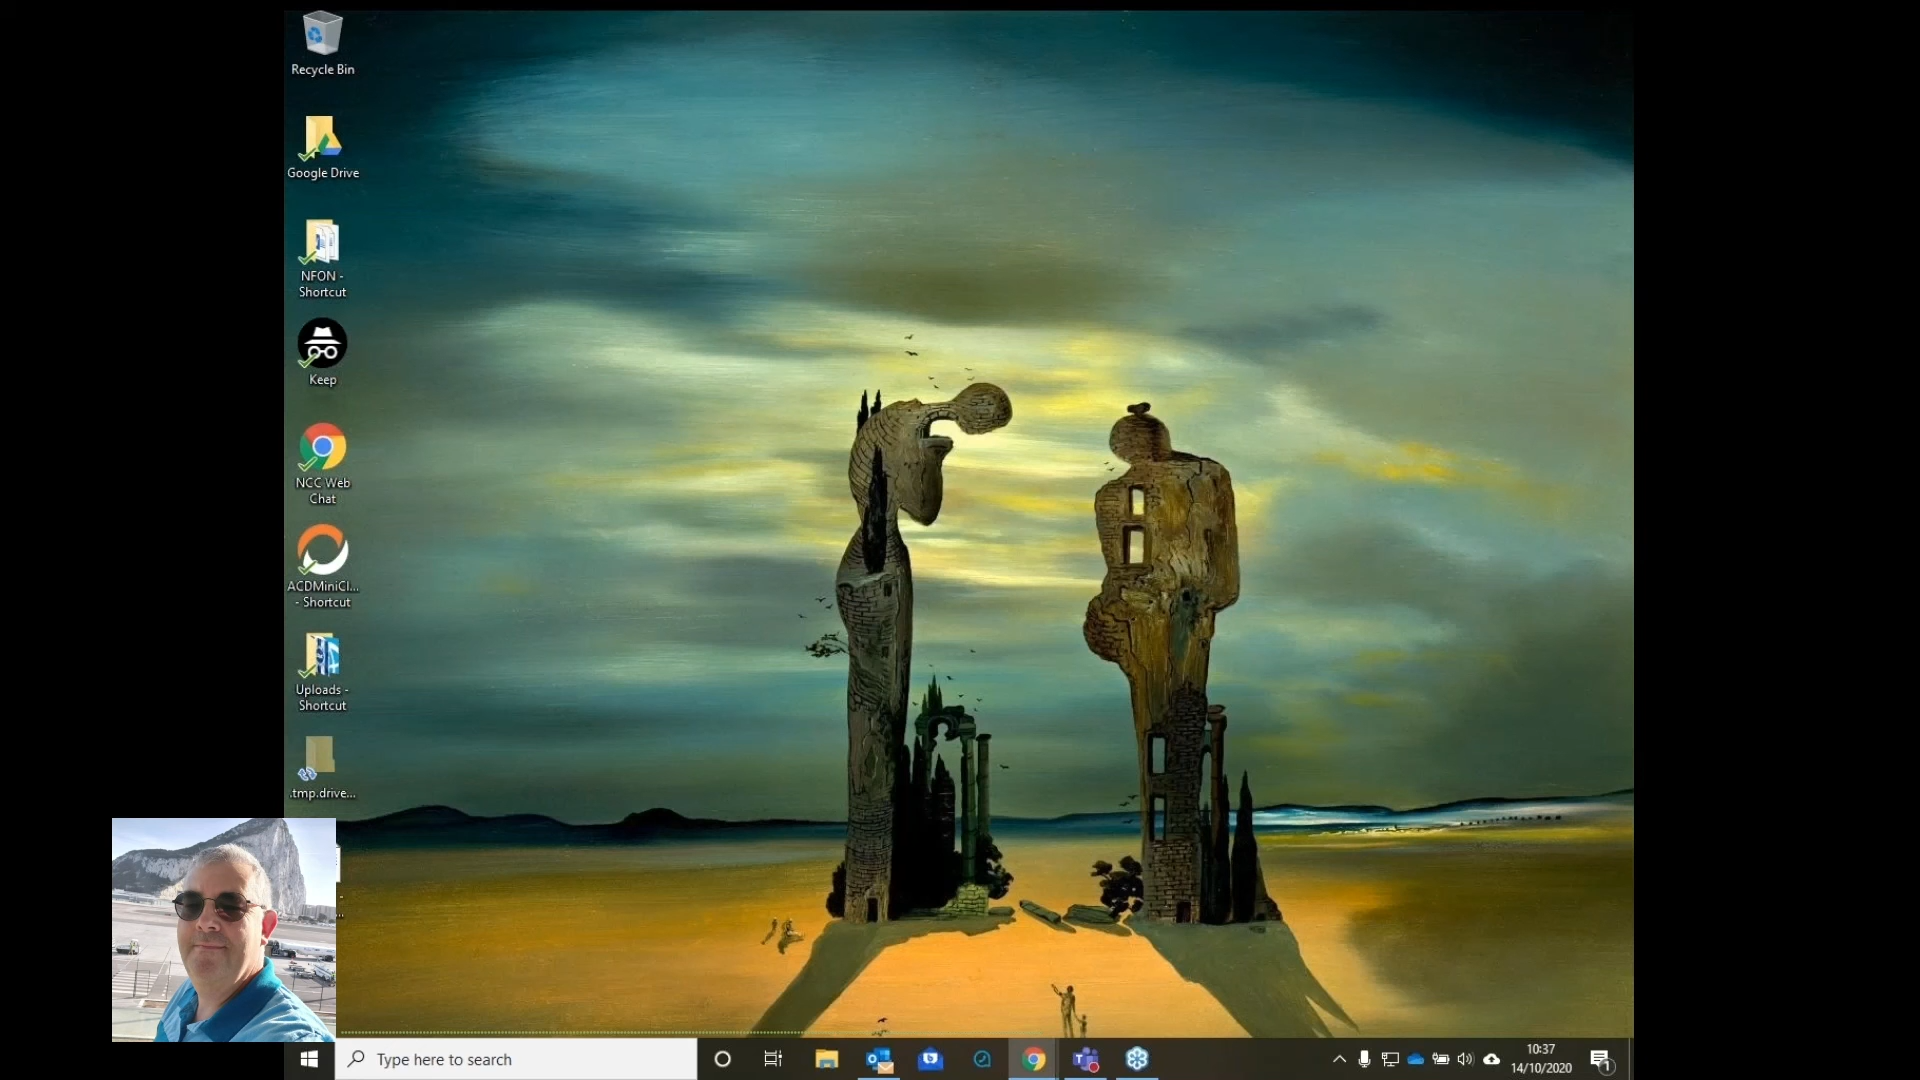 Recycle Bin
Google Drive
NFON -
Shortcut
Keep
NCC Web
Chat
ACDMiniCl...
- Shortcut
Uploads -
Shortcut
.tmp.drive...
Type here to search
10:37
14/10/2020
1